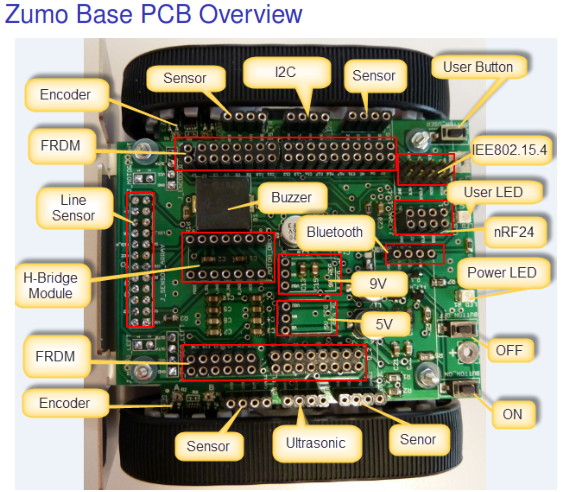 Zumo Base PCB Overview
User Button
I2C
Sensor
Sensor
Encoder
FRDM
IEE802.15.4
User LED
Line
Sensor
Buzzer
nRF24
Bluetooth
H-Bridge
Module
Power LED
9V
5V
FRDM
OFF
Encoder
ON
Sensor
Ultrasonic
Senor